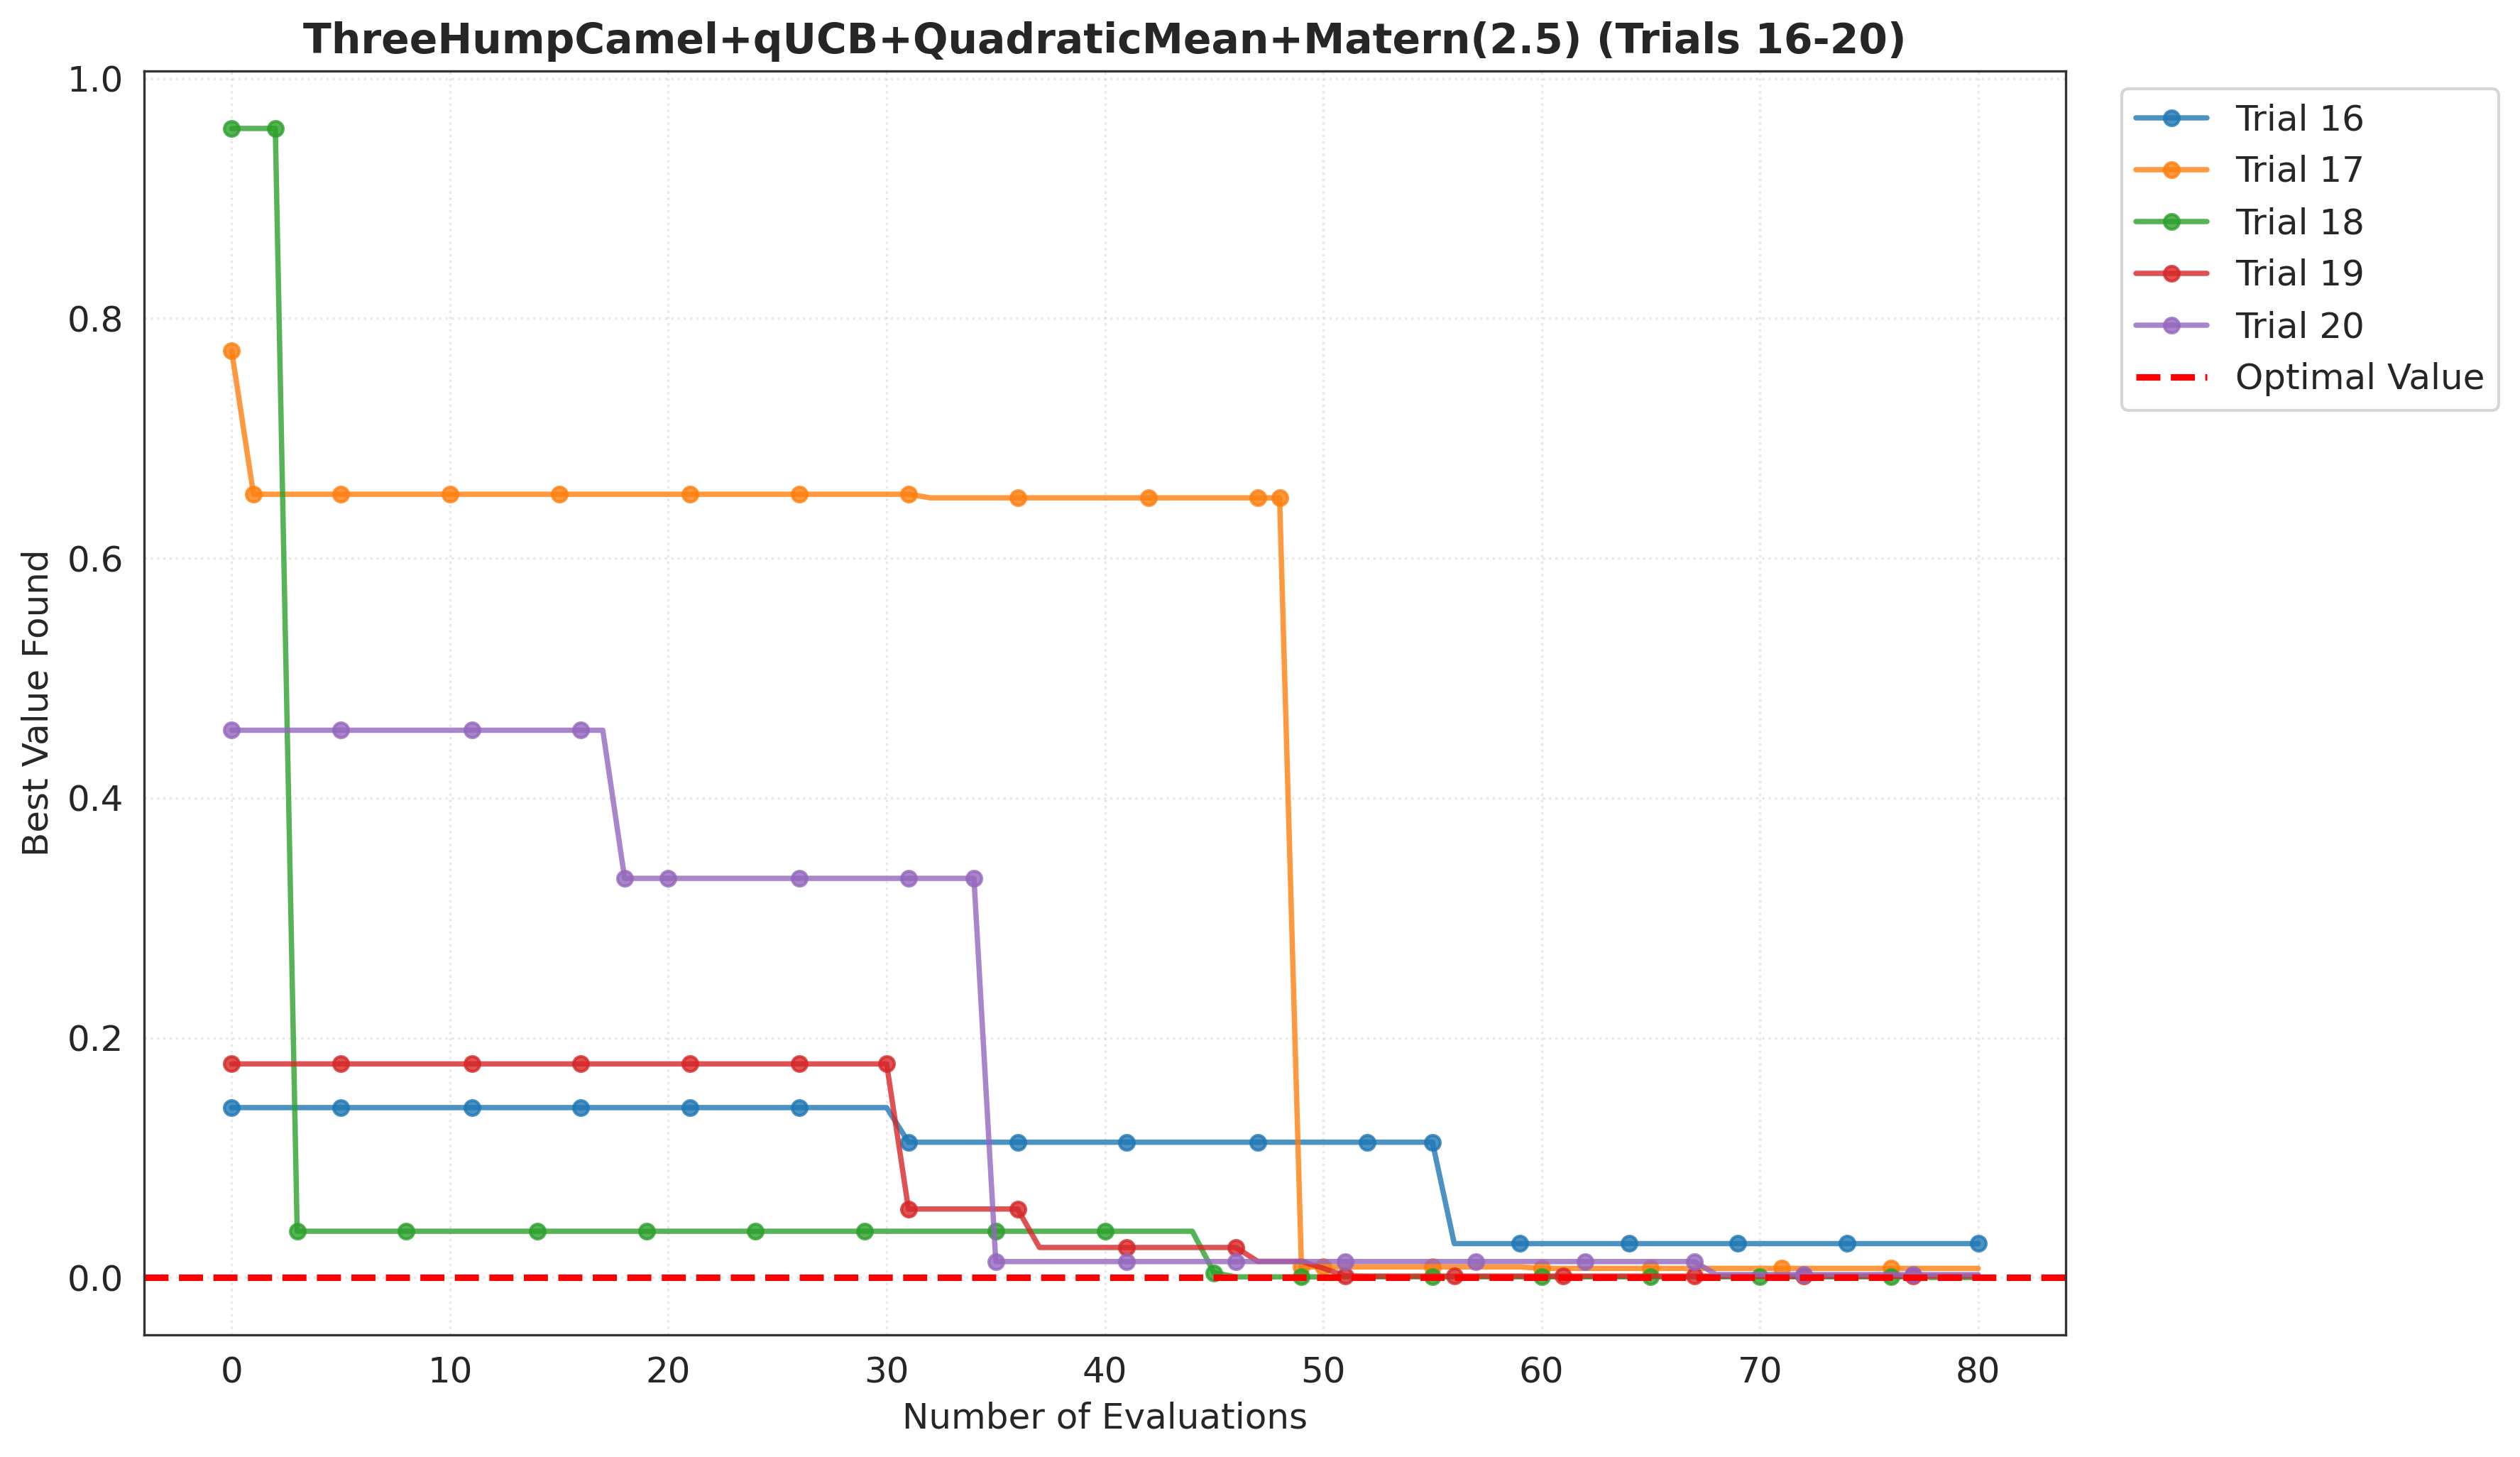 ThreeHumpCamel+qUCB+QuadraticMean+Matern(2.5) (Trials 16-20)
1.0
0.8
0.6
0.4
0.2
0.0
Best Value Found
0 10 20 30 40 50 60 70 80
Number of Evaluations
Trial 16
Trial 17
Trial 18
Trial 19
Trial 20
Optimal Value